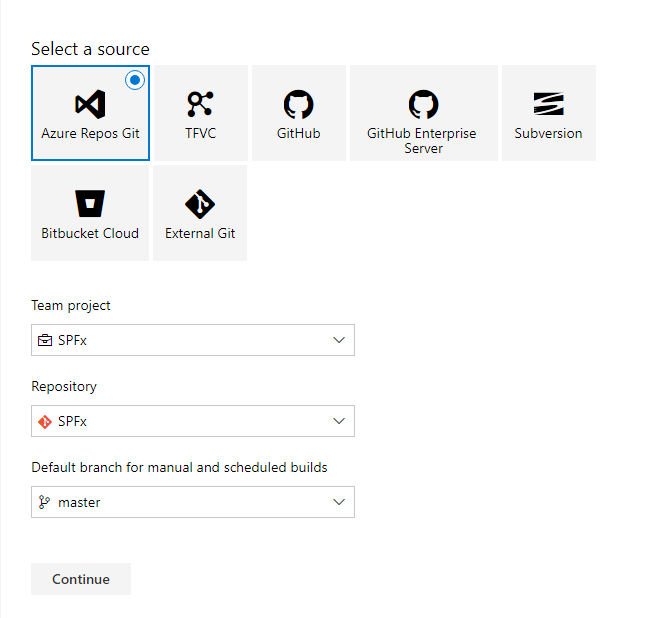 Select a source
Azure Repos Git
TFVC
GitHub
GitHub Enterprise
Server
Subversion
Bitbucket Cloud
External Git
Team project
SPFx
Repository
SPFx
Default branch for manual and scheduled builds
master
Continue